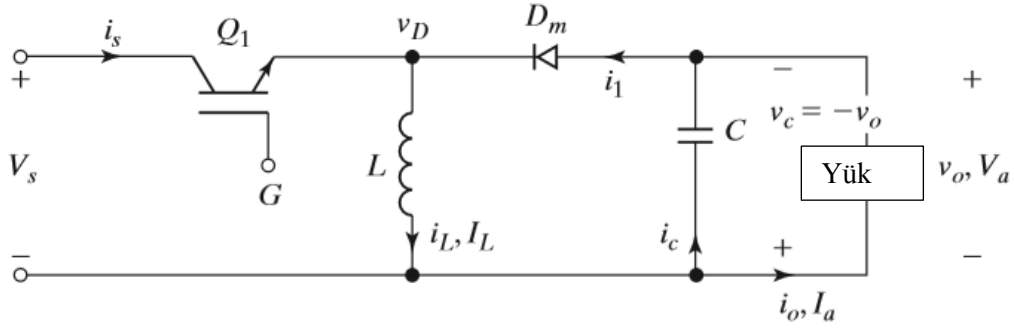 i_s Q_1 v_D D_m
+ i_1 − +
v_c = −v_o
C
V_s L Yük v_o, V_a
G
i_L, I_L i_c + −
−
i_o, I_a